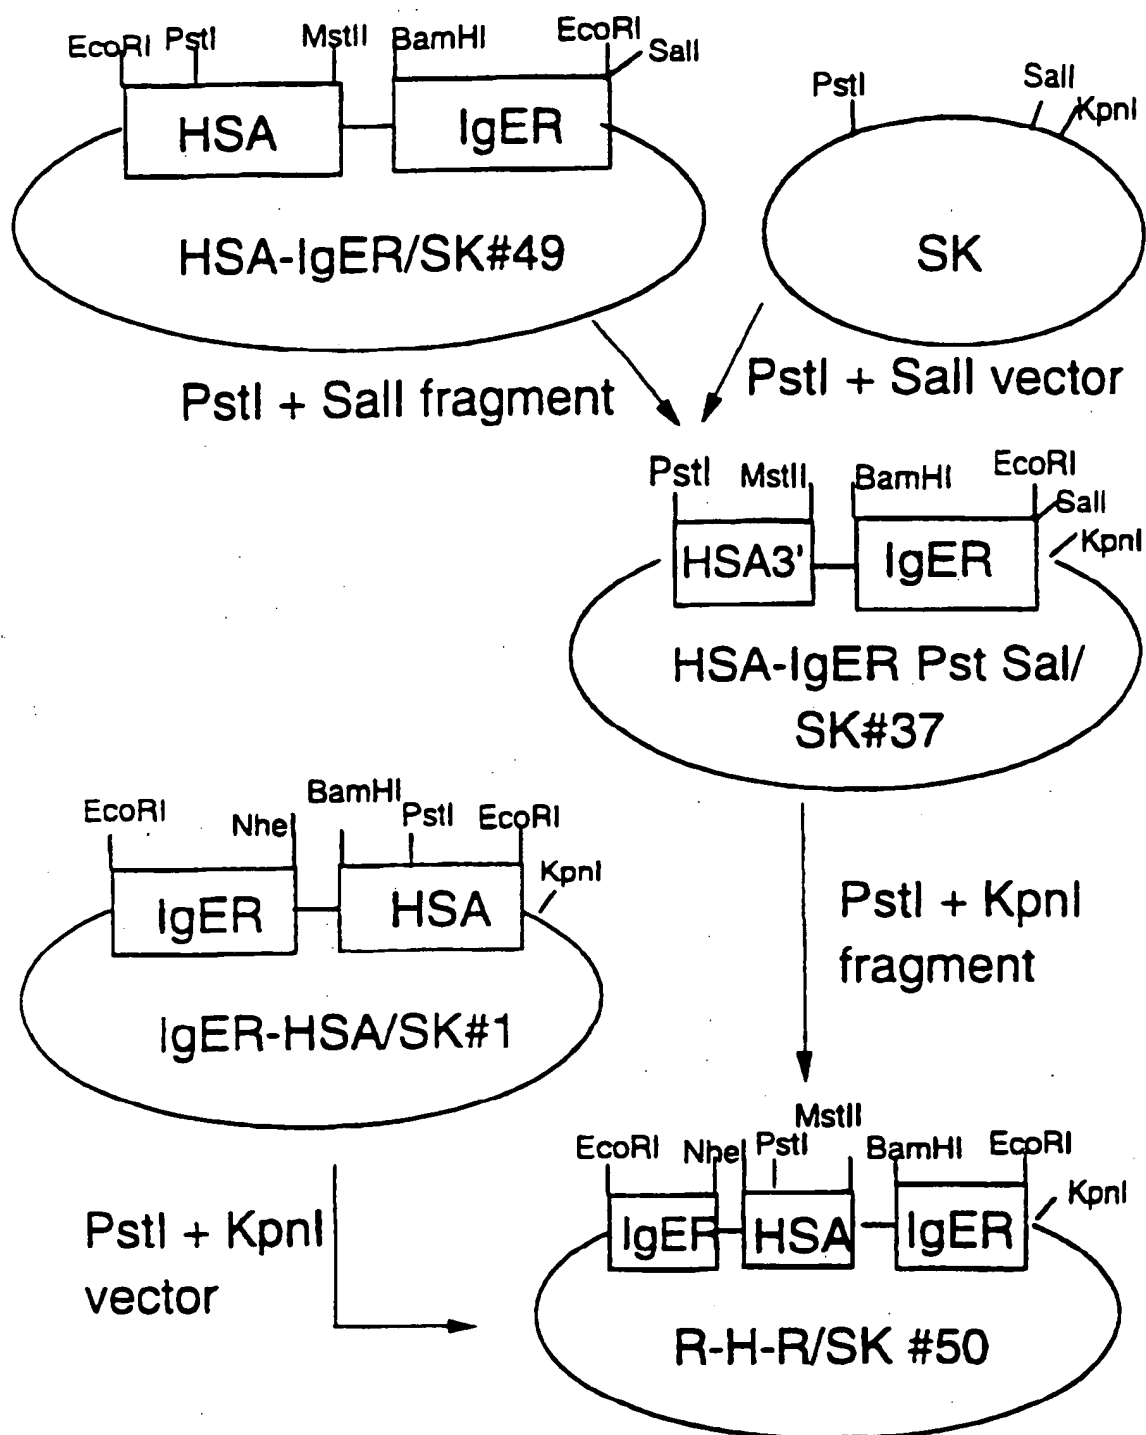 EcoRI PstI MstII BamHI EcoRI SalI
HSA IgER
HSA-IgER/SK#49
PstI SalI KpnI
SK
PstI + SalI fragment
PstI + SalI vector
PstI MstII BamHI EcoRI SalI KpnI
HSA3' IgER
HSA-IgER Pst Sal/
SK#37
EcoRI NheI BamHI PstI EcoRI KpnI
IgER HSA
IgER-HSA/SK#1
PstI + KpnI
fragment
PstI + KpnI
vector
EcoRI NheI PstI MstII BamHI EcoRI KpnI
IgER HSA IgER
R-H-R/SK #50